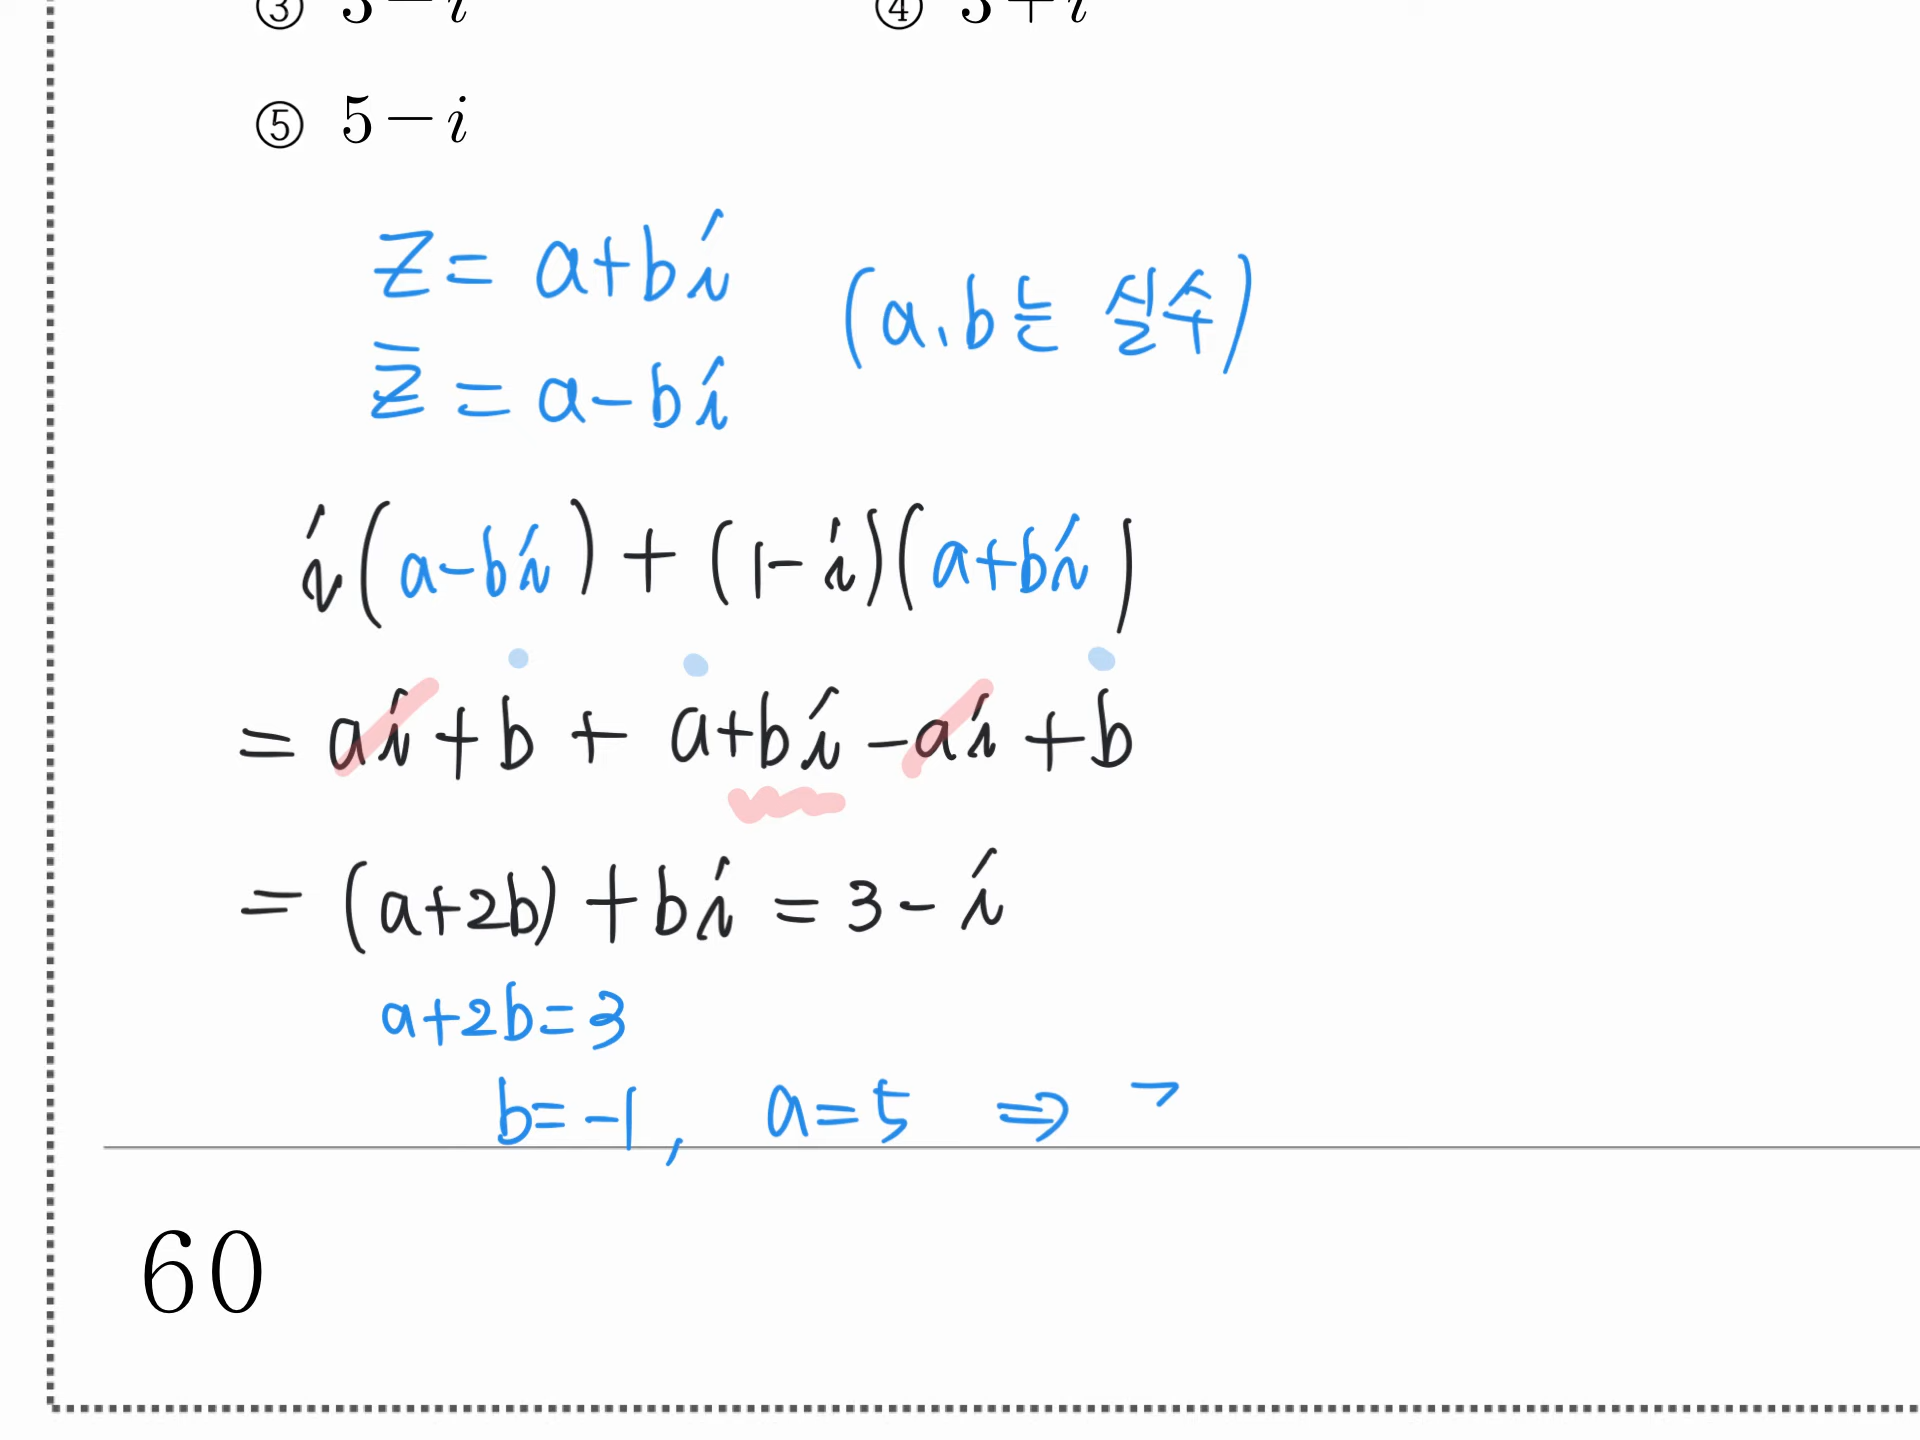 ⑤ 5−i
z = a+bi
(a, b는 실수)
z̄ = a−bi
i(a−bi) + (1−i)(a+bi)
= ai + b + a+bi −ai +b
= (a+2b) + bi = 3−i
a+2b=3
b=−1, a=5 ⇒
60